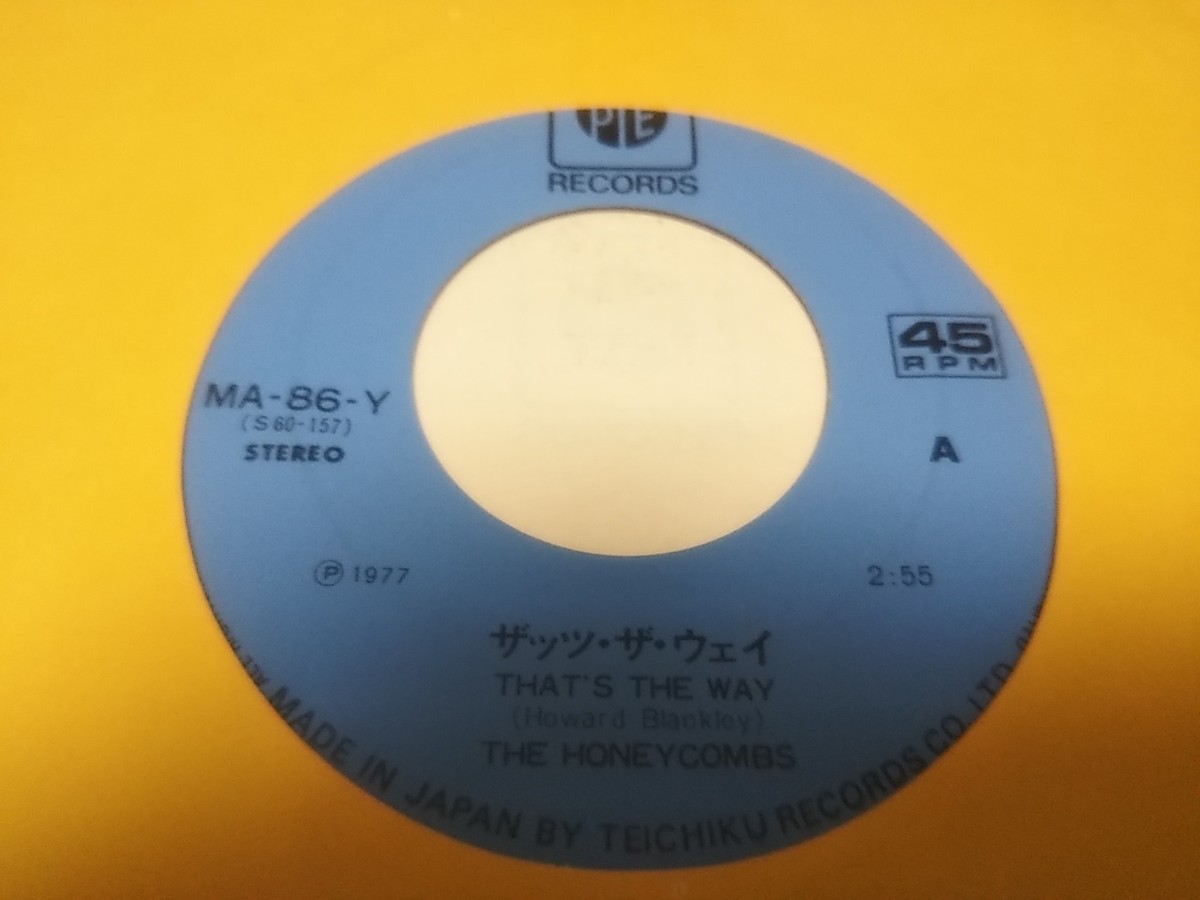 PYE
RECORDS
45
RPM
MA-86-Y
(S60-157)
STEREO
A
Ⓟ 1977
2:55
ザッツ・ザ・ウェイ
THAT'S THE WAY
(Howard Blackley)
THE HONEYCOMBS
MADE IN JAPAN BY TEICHIKU RECORDS CO. LTD.